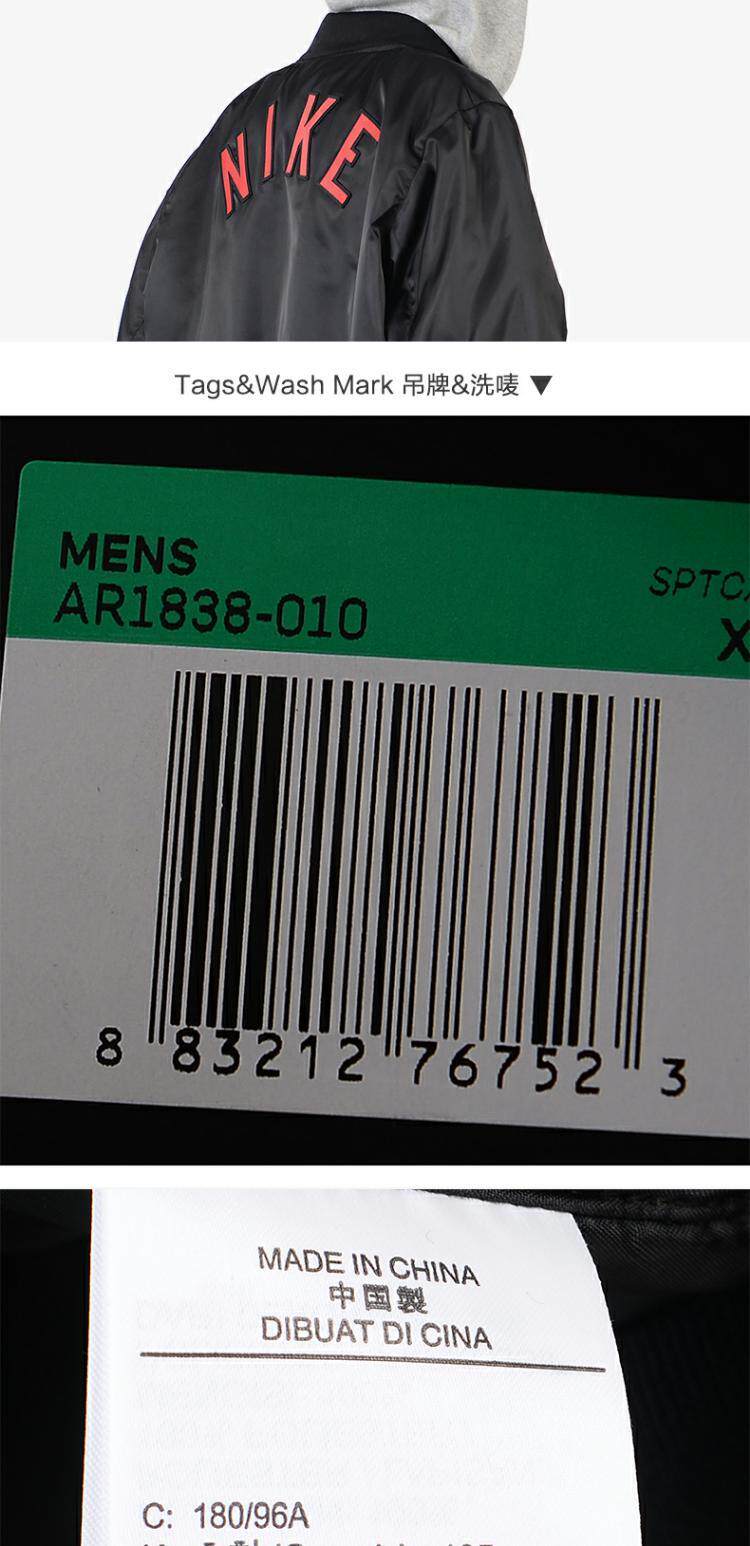 NIKE
Tags&Wash Mark 吊牌&洗唛 ▼
MENS
AR1838-010
8 83212 76752 3
MADE IN CHINA
中国製
DIBUAT DI CINA
C: 180/96A